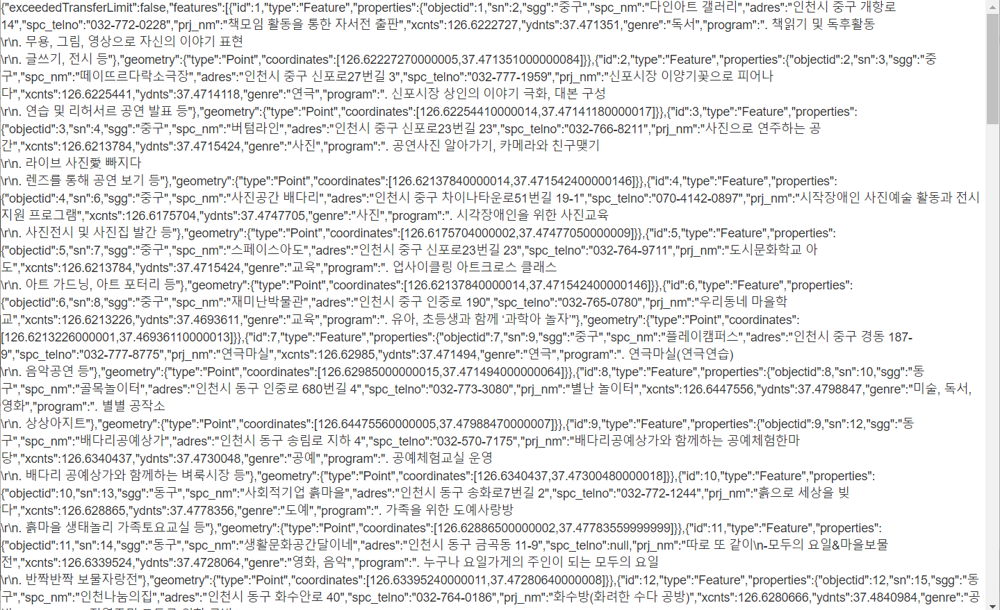 {"exceededTransferLimit":false,"features":[{"id":1,"type":"Feature","properties":{"objectid":1,"sn":2,"sgg":"중구","spc_nm":"다인아트 갤러리","adres":"인천시 중구 개항로
14","spc_telno":"032-772-0228","prj_nm":"책모임 활동을 통한 자서전 출판","xcnts":126.6222727,"ydnts":37.471351,"genre":"독서","program":". 책읽기 및 독후활동
\r\n. 무용, 그림, 영상으로 자신의 이야기 표현
\r\n. 글쓰기, 전시 등"},"geometry":{"type":"Point","coordinates":[126.62227270000005,37.47135100000084]}},{"id":2,"type":"Feature","properties":{"objectid":2,"sn":3,"sgg":"중
구","spc_nm":"떼이뜨르다락소극장","adres":"인천시 중구 신포로27번길 3","spc_telno":"032-777-1959","prj_nm":"신포시장 이양기꽃으로 피어나
다","xcnts":126.6225441,"ydnts":37.4714118,"genre":"연극","program":". 신포시장 상인의 이야기 극화, 대본 구성
\r\n. 연습 및 리허서르 공연 발표 등"},"geometry":{"type":"Point","coordinates":[126.62254410000014,37.47141180000017]}},{"id":3,"type":"Feature","properties":
{"objectid":3,"sn":4,"sgg":"중구","spc_nm":"버텀라인","adres":"인천시 중구 신포로23번길 23","spc_telno":"032-766-8211","prj_nm":"사진으로 연주하는 공
간","xcnts":126.6213784,"ydnts":37.4715424,"genre":"사진","program":". 공연사진 알아가기, 카메라와 친구맺기
\r\n. 라이브 사진愛 빠지다
\r\n. 렌즈를 통해 공연 보기 등"},"geometry":{"type":"Point","coordinates":[126.62137840000014,37.471542400000146]}},{"id":4,"type":"Feature","properties":
{"objectid":4,"sn":6,"sgg":"중구","spc_nm":"사진공간 배다리","adres":"인천시 중구 차이나타운로51번길 19-1","spc_telno":"070-4142-0897","prj_nm":"시작장애인 사진예술 활동과 전시
지원 프로그램","xcnts":126.6175704,"ydnts":37.4747705,"genre":"사진","program":". 시각장애인을 위한 사진교육
\r\n. 사진전시 및 사진집 발간 등"},"geometry":{"type":"Point","coordinates":[126.6175704000002,37.47477050000009]}},{"id":5,"type":"Feature","properties":
{"objectid":5,"sn":7,"sgg":"중구","spc_nm":"스페이스아도","adres":"인천시 중구 신포로23번길 23","spc_telno":"032-764-9711","prj_nm":"도시문화학교 아
도","xcnts":126.6213784,"ydnts":37.4715424,"genre":"교육","program":". 업사이클링 아트크로스 클래스
\r\n. 아트 가드닝, 아트 포터리 등"},"geometry":{"type":"Point","coordinates":[126.62137840000014,37.471542400000146]}},{"id":6,"type":"Feature","properties":
{"objectid":6,"sn":8,"sgg":"중구","spc_nm":"재미난박물관","adres":"인천시 중구 인중로 190","spc_telno":"032-765-0780","prj_nm":"우리동네 마을학
교","xcnts":126.6213226,"ydnts":37.4693611,"genre":"교육","program":". 유아, 초등생과 함께 ‘과학아 놀자’"},"geometry":{"type":"Point","coordinates":
[126.6213226000001,37.46936110000013]}},{"id":7,"type":"Feature","properties":{"objectid":7,"sn":9,"sgg":"중구","spc_nm":"플레이캠퍼스","adres":"인천시 중구 경동 187-
9","spc_telno":"032-777-8775","prj_nm":"연극마실","xcnts":126.62985,"ydnts":37.471494,"genre":"연극","program":". 연극마실(연극연습)
\r\n. 음악공연 등"},"geometry":{"type":"Point","coordinates":[126.62985000000015,37.471494000000064]}},{"id":8,"type":"Feature","properties":{"objectid":8,"sn":10,"sgg":"동
구","spc_nm":"골목놀이터","adres":"인천시 동구 인중로 680번길 4","spc_telno":"032-773-3080","prj_nm":"별난 놀이터","xcnts":126.6447556,"ydnts":37.4798847,"genre":"미술, 독서,
영화","program":". 별별 공작소
\r\n. 상상아지트"},"geometry":{"type":"Point","coordinates":[126.64475560000005,37.47988470000007]}},{"id":9,"type":"Feature","properties":{"objectid":9,"sn":12,"sgg":"동
구","spc_nm":"배다리공예상가","adres":"인천시 동구 송림로 지하 4","spc_telno":"032-570-7175","prj_nm":"배다리공예상가와 함께하는 공예체험한마
당","xcnts":126.6340437,"ydnts":37.4730048,"genre":"공예","program":". 공예체험교실 운영
\r\n. 배다리 공예상가와 함께하는 벼룩시장 등"},"geometry":{"type":"Point","coordinates":[126.6340437,37.47300480000018]}},{"id":10,"type":"Feature","properties":
{"objectid":10,"sn":13,"sgg":"동구","spc_nm":"사회적기업 흙마을","adres":"인천시 동구 송화로7번길 2","spc_telno":"032-772-1244","prj_nm":"흙으로 세상을 빚
다","xcnts":126.628865,"ydnts":37.4778356,"genre":"도예","program":". 가족을 위한 도예사랑방
\r\n. 흙마을 생태놀리 가족토요교실 등"},"geometry":{"type":"Point","coordinates":[126.62886500000002,37.47783559999999]}},{"id":11,"type":"Feature","properties":
{"objectid":11,"sn":14,"sgg":"동구","spc_nm":"생활문화공간달이네","adres":"인천시 동구 금곡동 11-9","spc_telno":null,"prj_nm":"따로 또 같이\n-모두의 요일&마을보물
전","xcnts":126.6339524,"ydnts":37.4728064,"genre":"영화, 음악","program":". 누구나 요일가게의 주인이 되는 모두의 요일
\r\n. 반짝반짝 보물자랑전"},"geometry":{"type":"Point","coordinates":[126.63395240000011,37.47280640000008]}},{"id":12,"type":"Feature","properties":{"objectid":12,"sn":15,"sgg":"동
구","spc_nm":"인천나눔의집","adres":"인천시 동구 화수안로 40","spc_telno":"032-764-0186","prj_nm":"화수방(화려한 수다 공방)","xcnts":126.6280666,"ydnts":37.4840984,"genre":"공